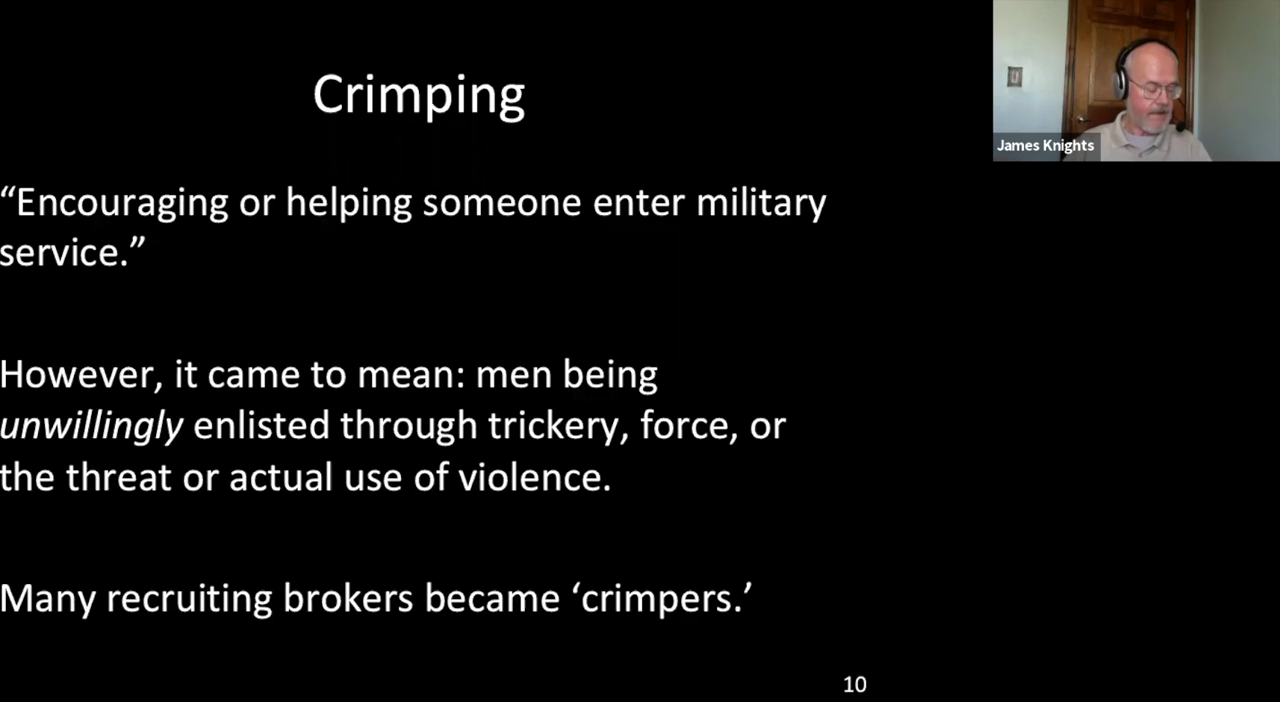 Crimping
James Knights
“Encouraging or helping someone enter military
service.”
However, it came to mean: men being
unwillingly enlisted through trickery, force, or
the threat or actual use of violence.
Many recruiting brokers became ‘crimpers.’
10